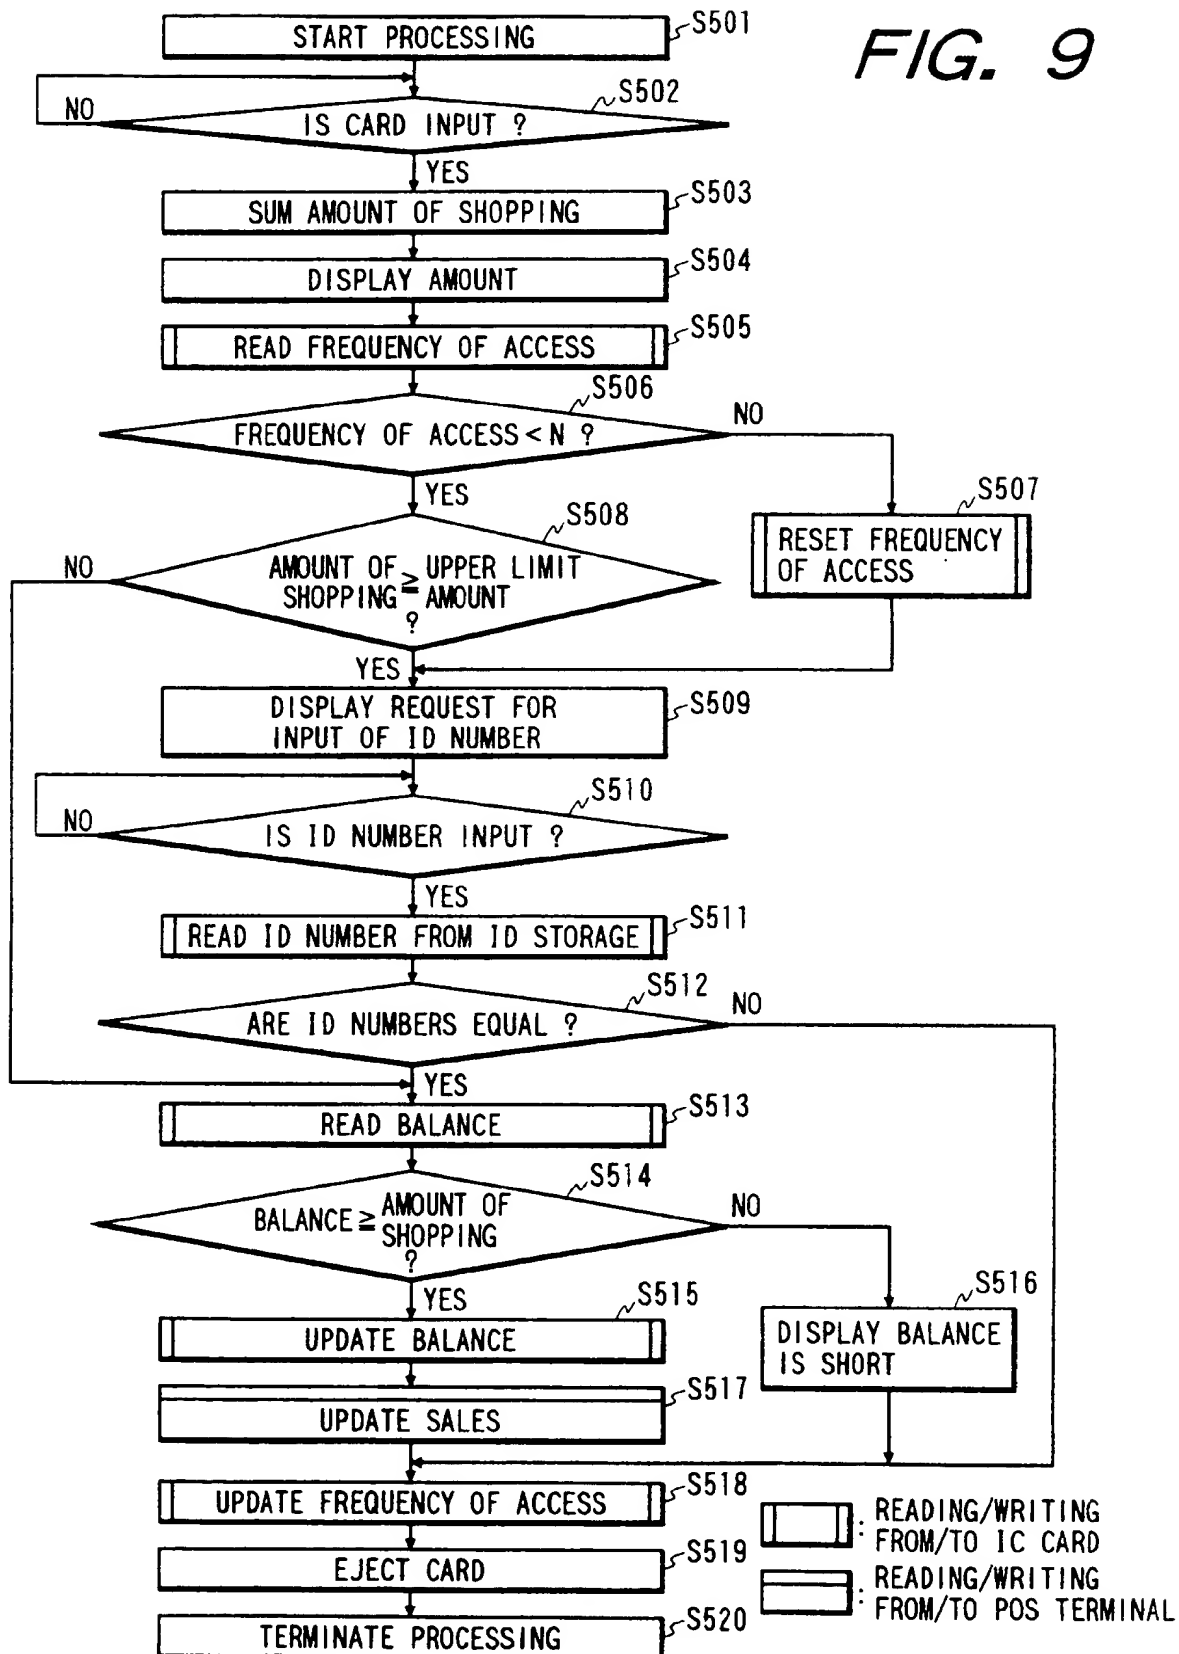 FIG. 9
START PROCESSING
S501
S502
NO
IS CARD INPUT ?
YES
S503
SUM AMOUNT OF SHOPPING
S504
DISPLAY AMOUNT
S505
READ FREQUENCY OF ACCESS
S506
NO
FREQUENCY OF ACCESS < N ?
YES
S507
RESET FREQUENCY
OF ACCESS
S508
NO
AMOUNT OF SHOPPING ≧ UPPER LIMIT AMOUNT
?
YES
DISPLAY REQUEST FOR
INPUT OF ID NUMBER
S509
S510
NO
IS ID NUMBER INPUT ?
YES
S511
READ ID NUMBER FROM ID STORAGE
S512
NO
ARE ID NUMBERS EQUAL ?
YES
S513
READ BALANCE
S514
NO
BALANCE ≧ AMOUNT OF SHOPPING
?
YES
S515
UPDATE BALANCE
S516
DISPLAY BALANCE
IS SHORT
S517
UPDATE SALES
S518
UPDATE FREQUENCY OF ACCESS
S519
EJECT CARD
S520
TERMINATE PROCESSING
: READING/WRITING
FROM/TO IC CARD
: READING/WRITING
FROM/TO POS TERMINAL